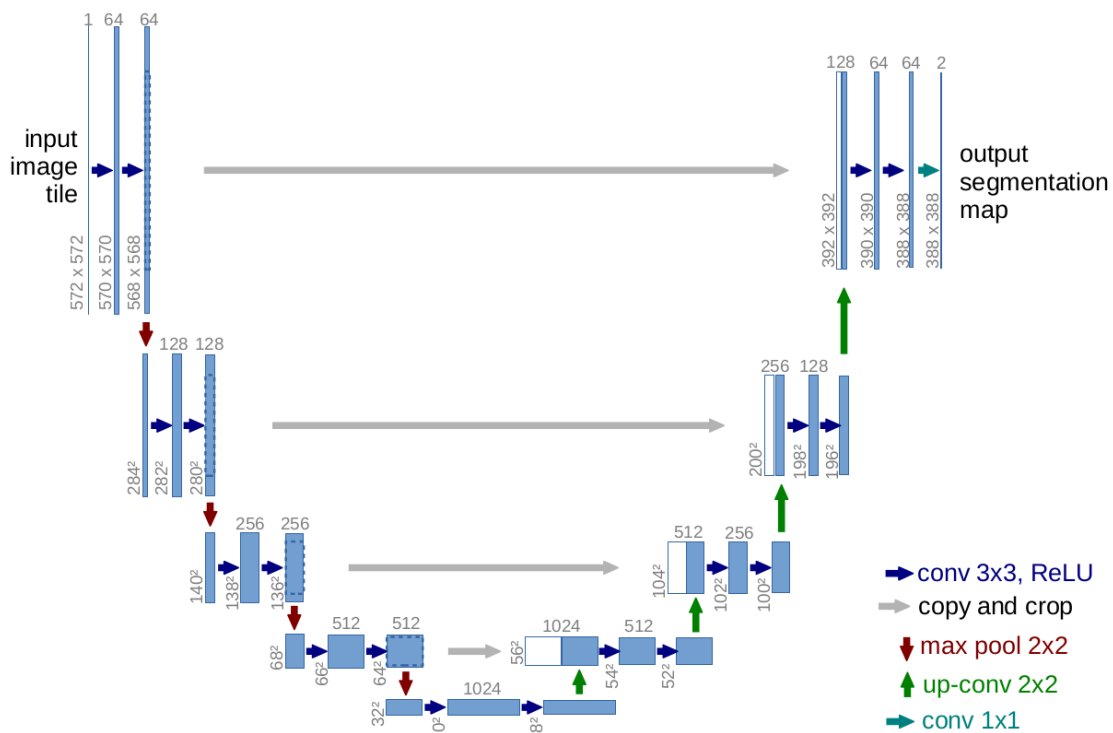 1 64 64
128 64 64 2
input
image
tile
output
segmentation
map
572 x 572
570 x 570
568 x 568
392 x 392
390 x 390
388 x 388
388 x 388
128 128
256 128
284²
282²
280²
200²
198²
196²
256 256
512 256
140²
138²
136²
104²
102²
100²
512 512
1024 512
68²
66²
64²
56²
54²
52²
1024
32²
0²
8²
conv 3x3, ReLU
copy and crop
max pool 2x2
up-conv 2x2
conv 1x1